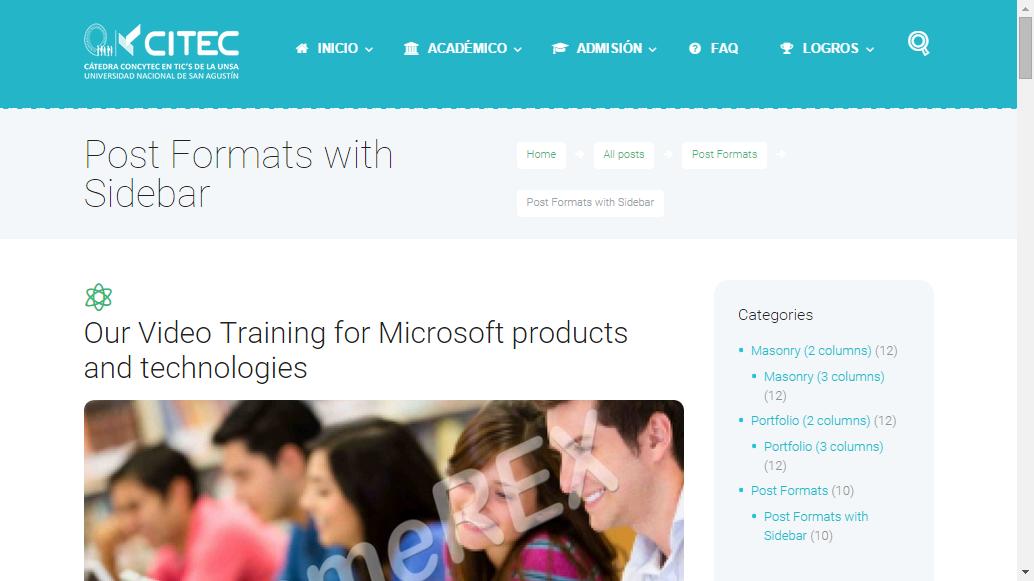 CITEC
CÁTEDRA CONCYTEC EN TIC'S DE LA UNSA
UNIVERSIDAD NACIONAL DE SAN AGUSTÍN
INICIO
ACADÉMICO
ADMISIÓN
FAQ
LOGROS
Post Formats with
Sidebar
Home
All posts
Post Formats
Post Formats with Sidebar
Our Video Training for Microsoft products
and technologies
meREX
Categories
Masonry (2 columns) (12)
Masonry (3 columns)
(12)
Portfolio (2 columns) (12)
Portfolio (3 columns)
(12)
Post Formats (10)
Post Formats with
Sidebar (10)